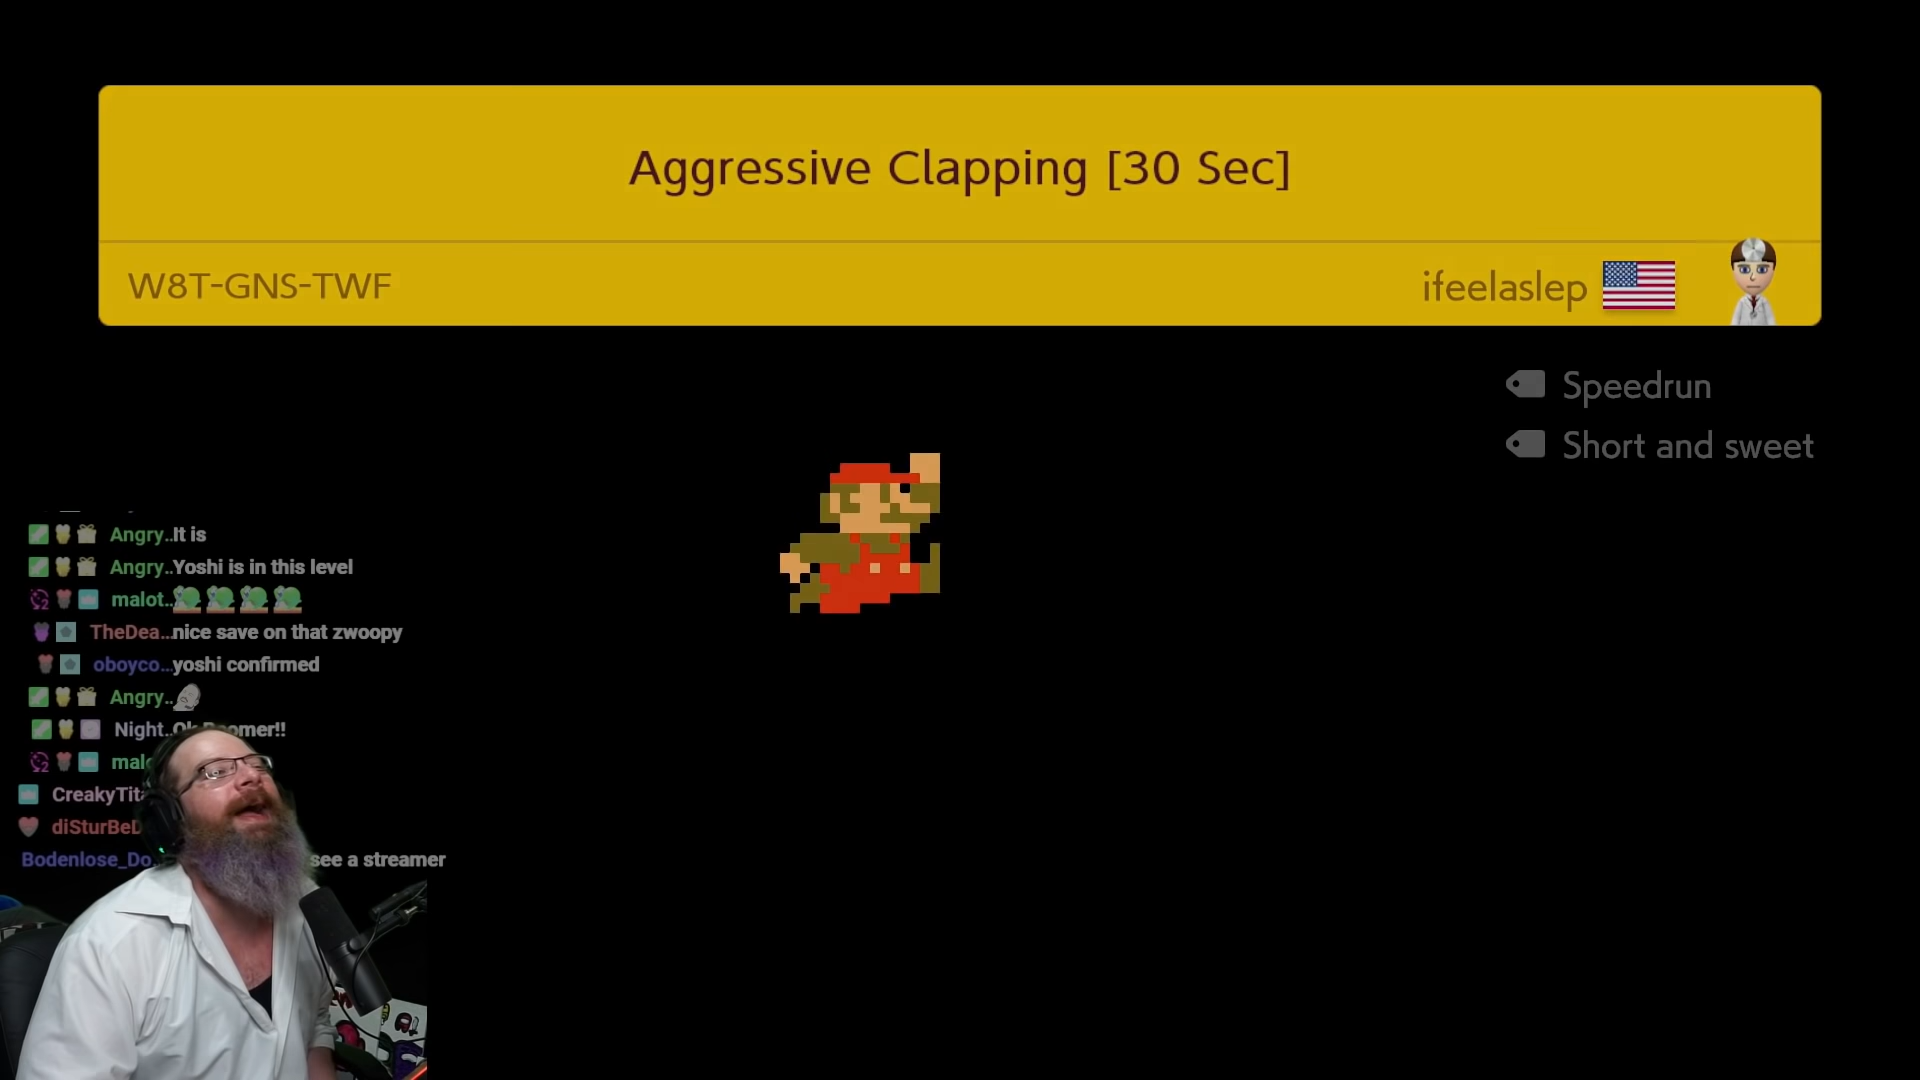 Aggressive Clapping [30 Sec]
W8T-GNS-TWF
ifeelaslep
Speedrun
Short and sweet
Angry.. It is
Angry.. Yoshi is in this level
malot..
TheDea... nice save on that zwoopy
oboyco... yoshi confirmed
Angry..
Night..
malo
CreakyTit
diSturBeD
Bodenlose_Do... see a streamer